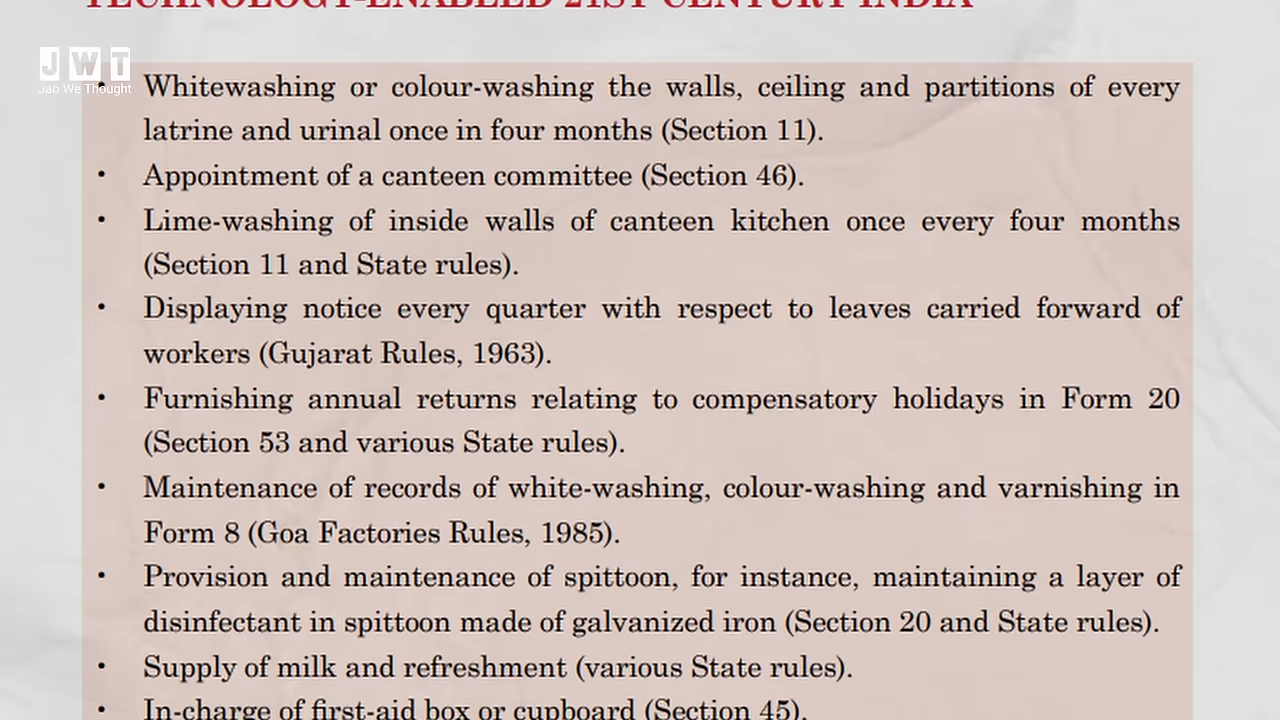 TECHNOLOGY-ENABLED 21ST CENTURY INDIA
JWT
Jab We Thought
• Whitewashing or colour-washing the walls, ceiling and partitions of every
latrine and urinal once in four months (Section 11).
• Appointment of a canteen committee (Section 46).
• Lime-washing of inside walls of canteen kitchen once every four months
(Section 11 and State rules).
• Displaying notice every quarter with respect to leaves carried forward of
workers (Gujarat Rules, 1963).
• Furnishing annual returns relating to compensatory holidays in Form 20
(Section 53 and various State rules).
• Maintenance of records of white-washing, colour-washing and varnishing in
Form 8 (Goa Factories Rules, 1985).
• Provision and maintenance of spittoon, for instance, maintaining a layer of
disinfectant in spittoon made of galvanized iron (Section 20 and State rules).
• Supply of milk and refreshment (various State rules).
• In-charge of first-aid box or cupboard (Section 45).